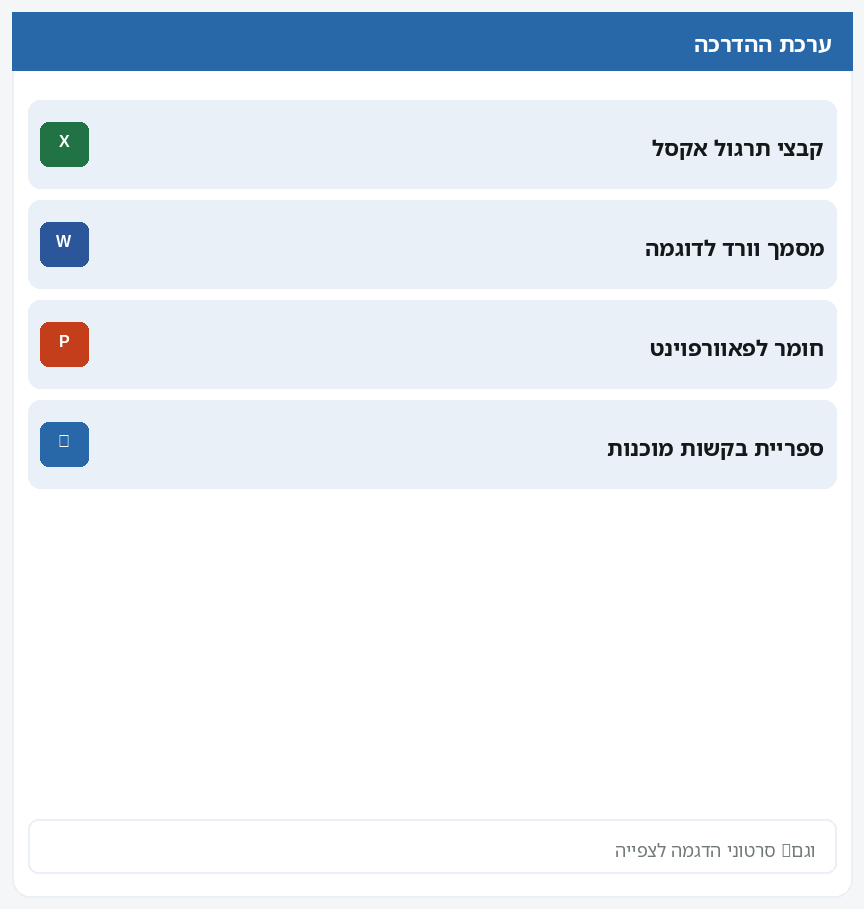 ערכת ההדרכה
קבצי תרגול אקסל
X
מסמך וורד לדוגמה
W
חומר לפאוורפוינט
P
ספריית בקשות מוכנות
וגם סרטוני הדגמה לצפייה